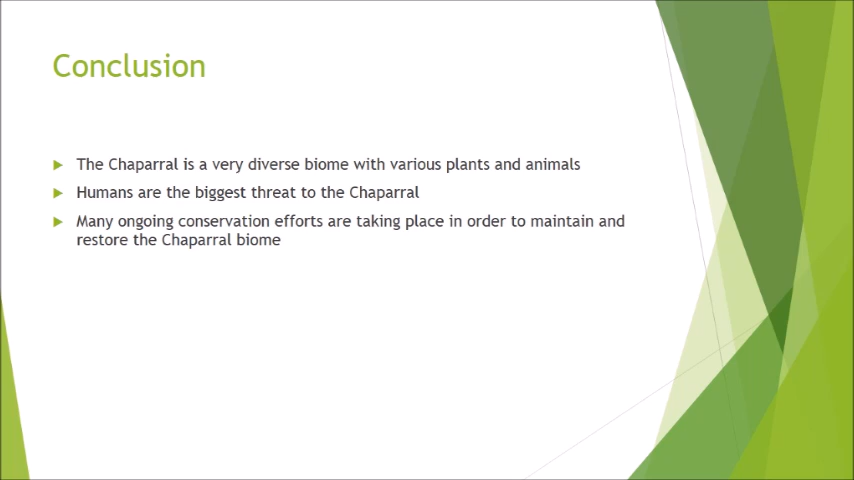 Conclusion
The Chaparral is a very diverse biome with various plants and animals
Humans are the biggest threat to the Chaparral
Many ongoing conservation efforts are taking place in order to maintain and
restore the Chaparral biome